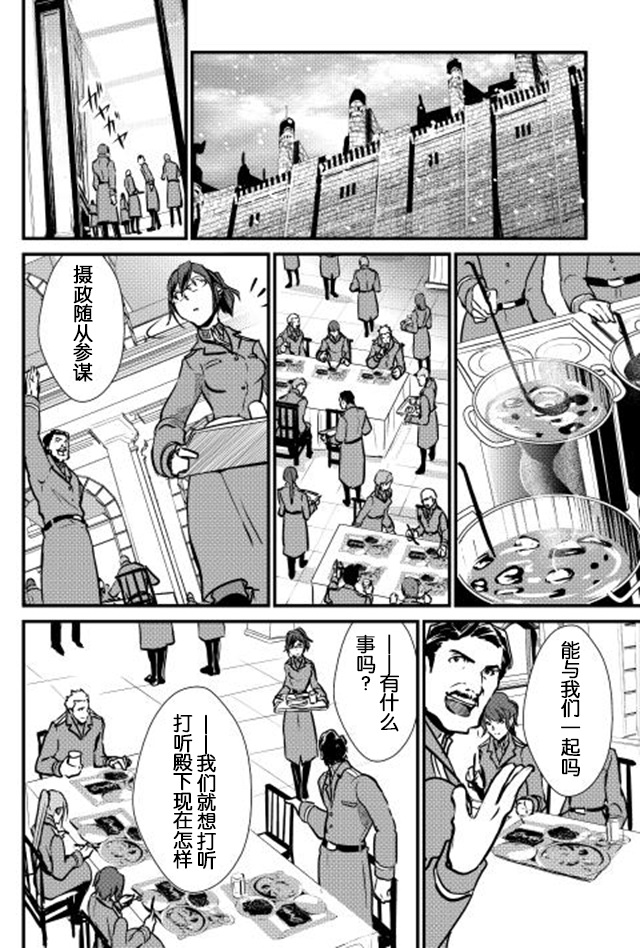 ガヤ
ガヤ
摄政随从参谋
能与我们一起吗
——有什么
事吗？
——我们就想打听
打听殿下现在怎样